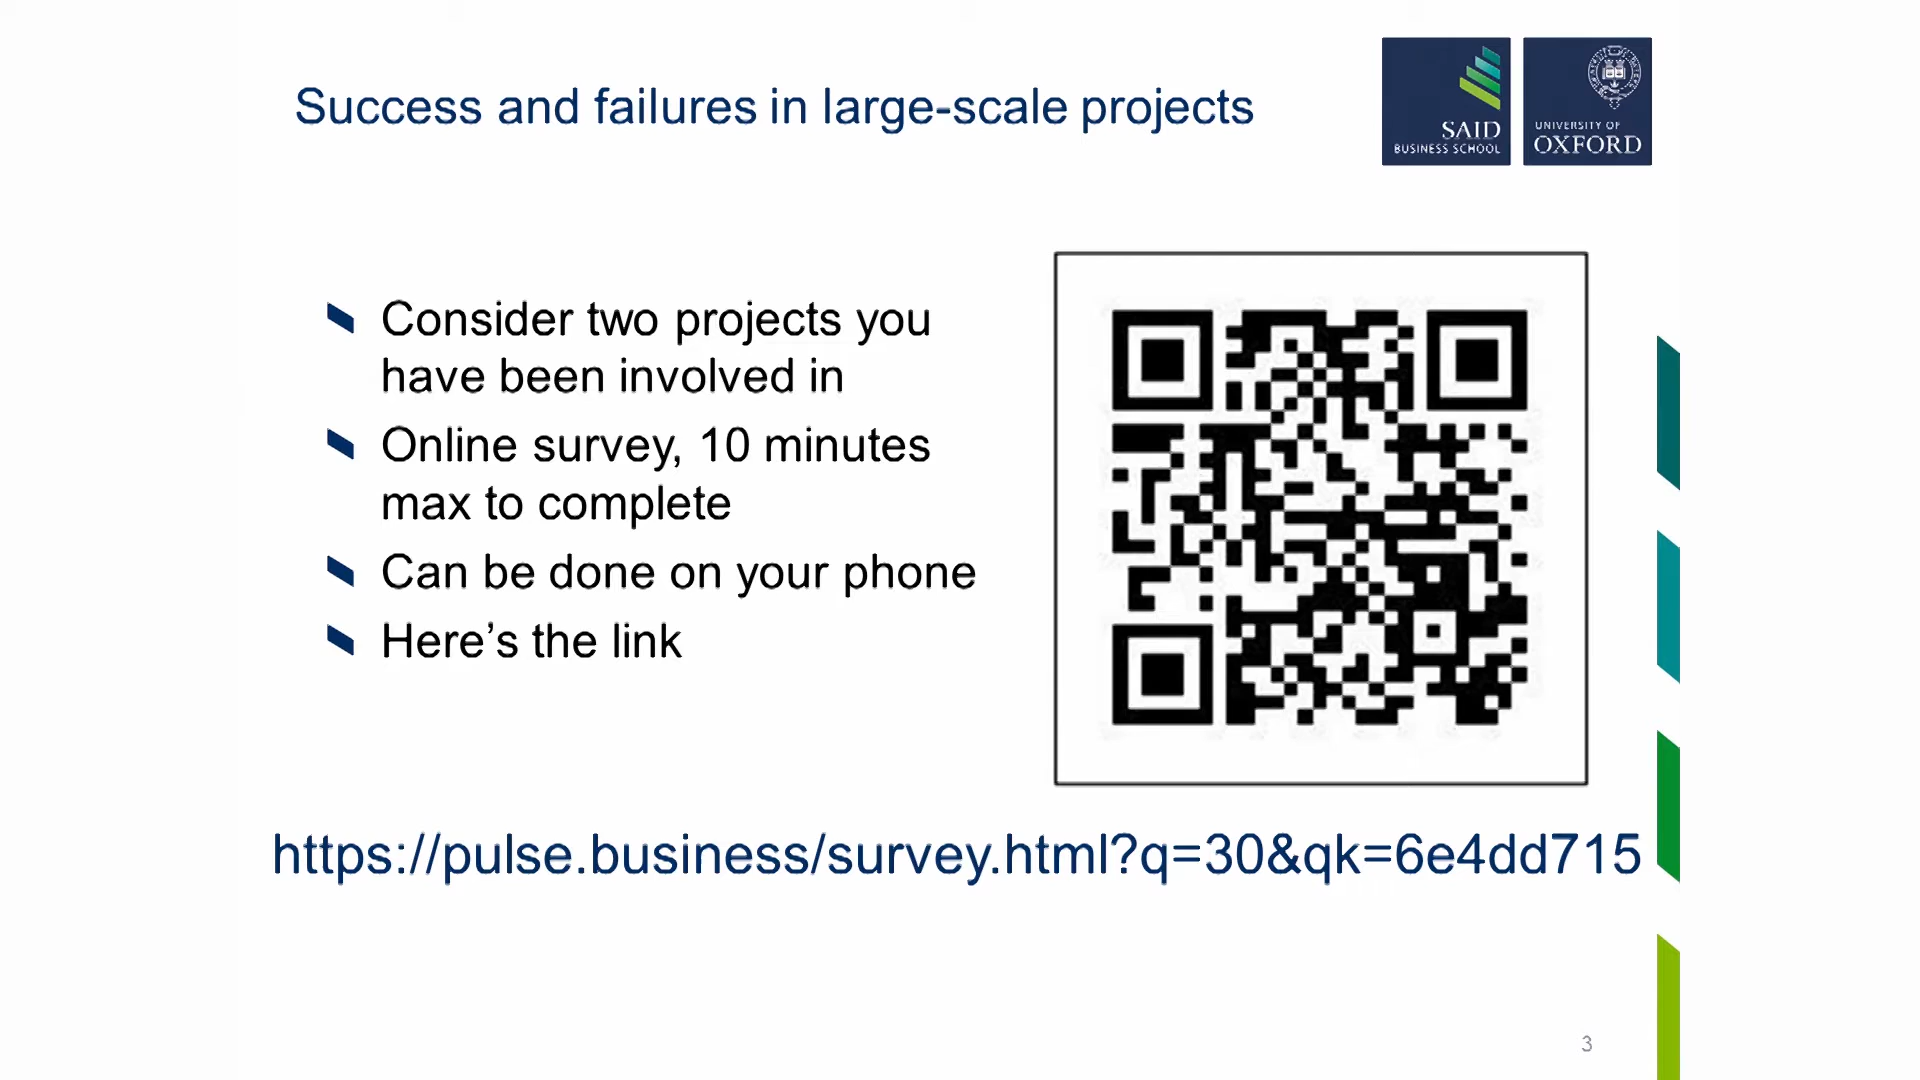 Success and failures in large-scale projects
SAID
BUSINESS SCHOOL
UNIVERSITY OF
OXFORD
Consider two projects you
have been involved in
Online survey, 10 minutes
max to complete
Can be done on your phone
Here’s the link
https://pulse.business/survey.html?q=30&qk=6e4dd715
3